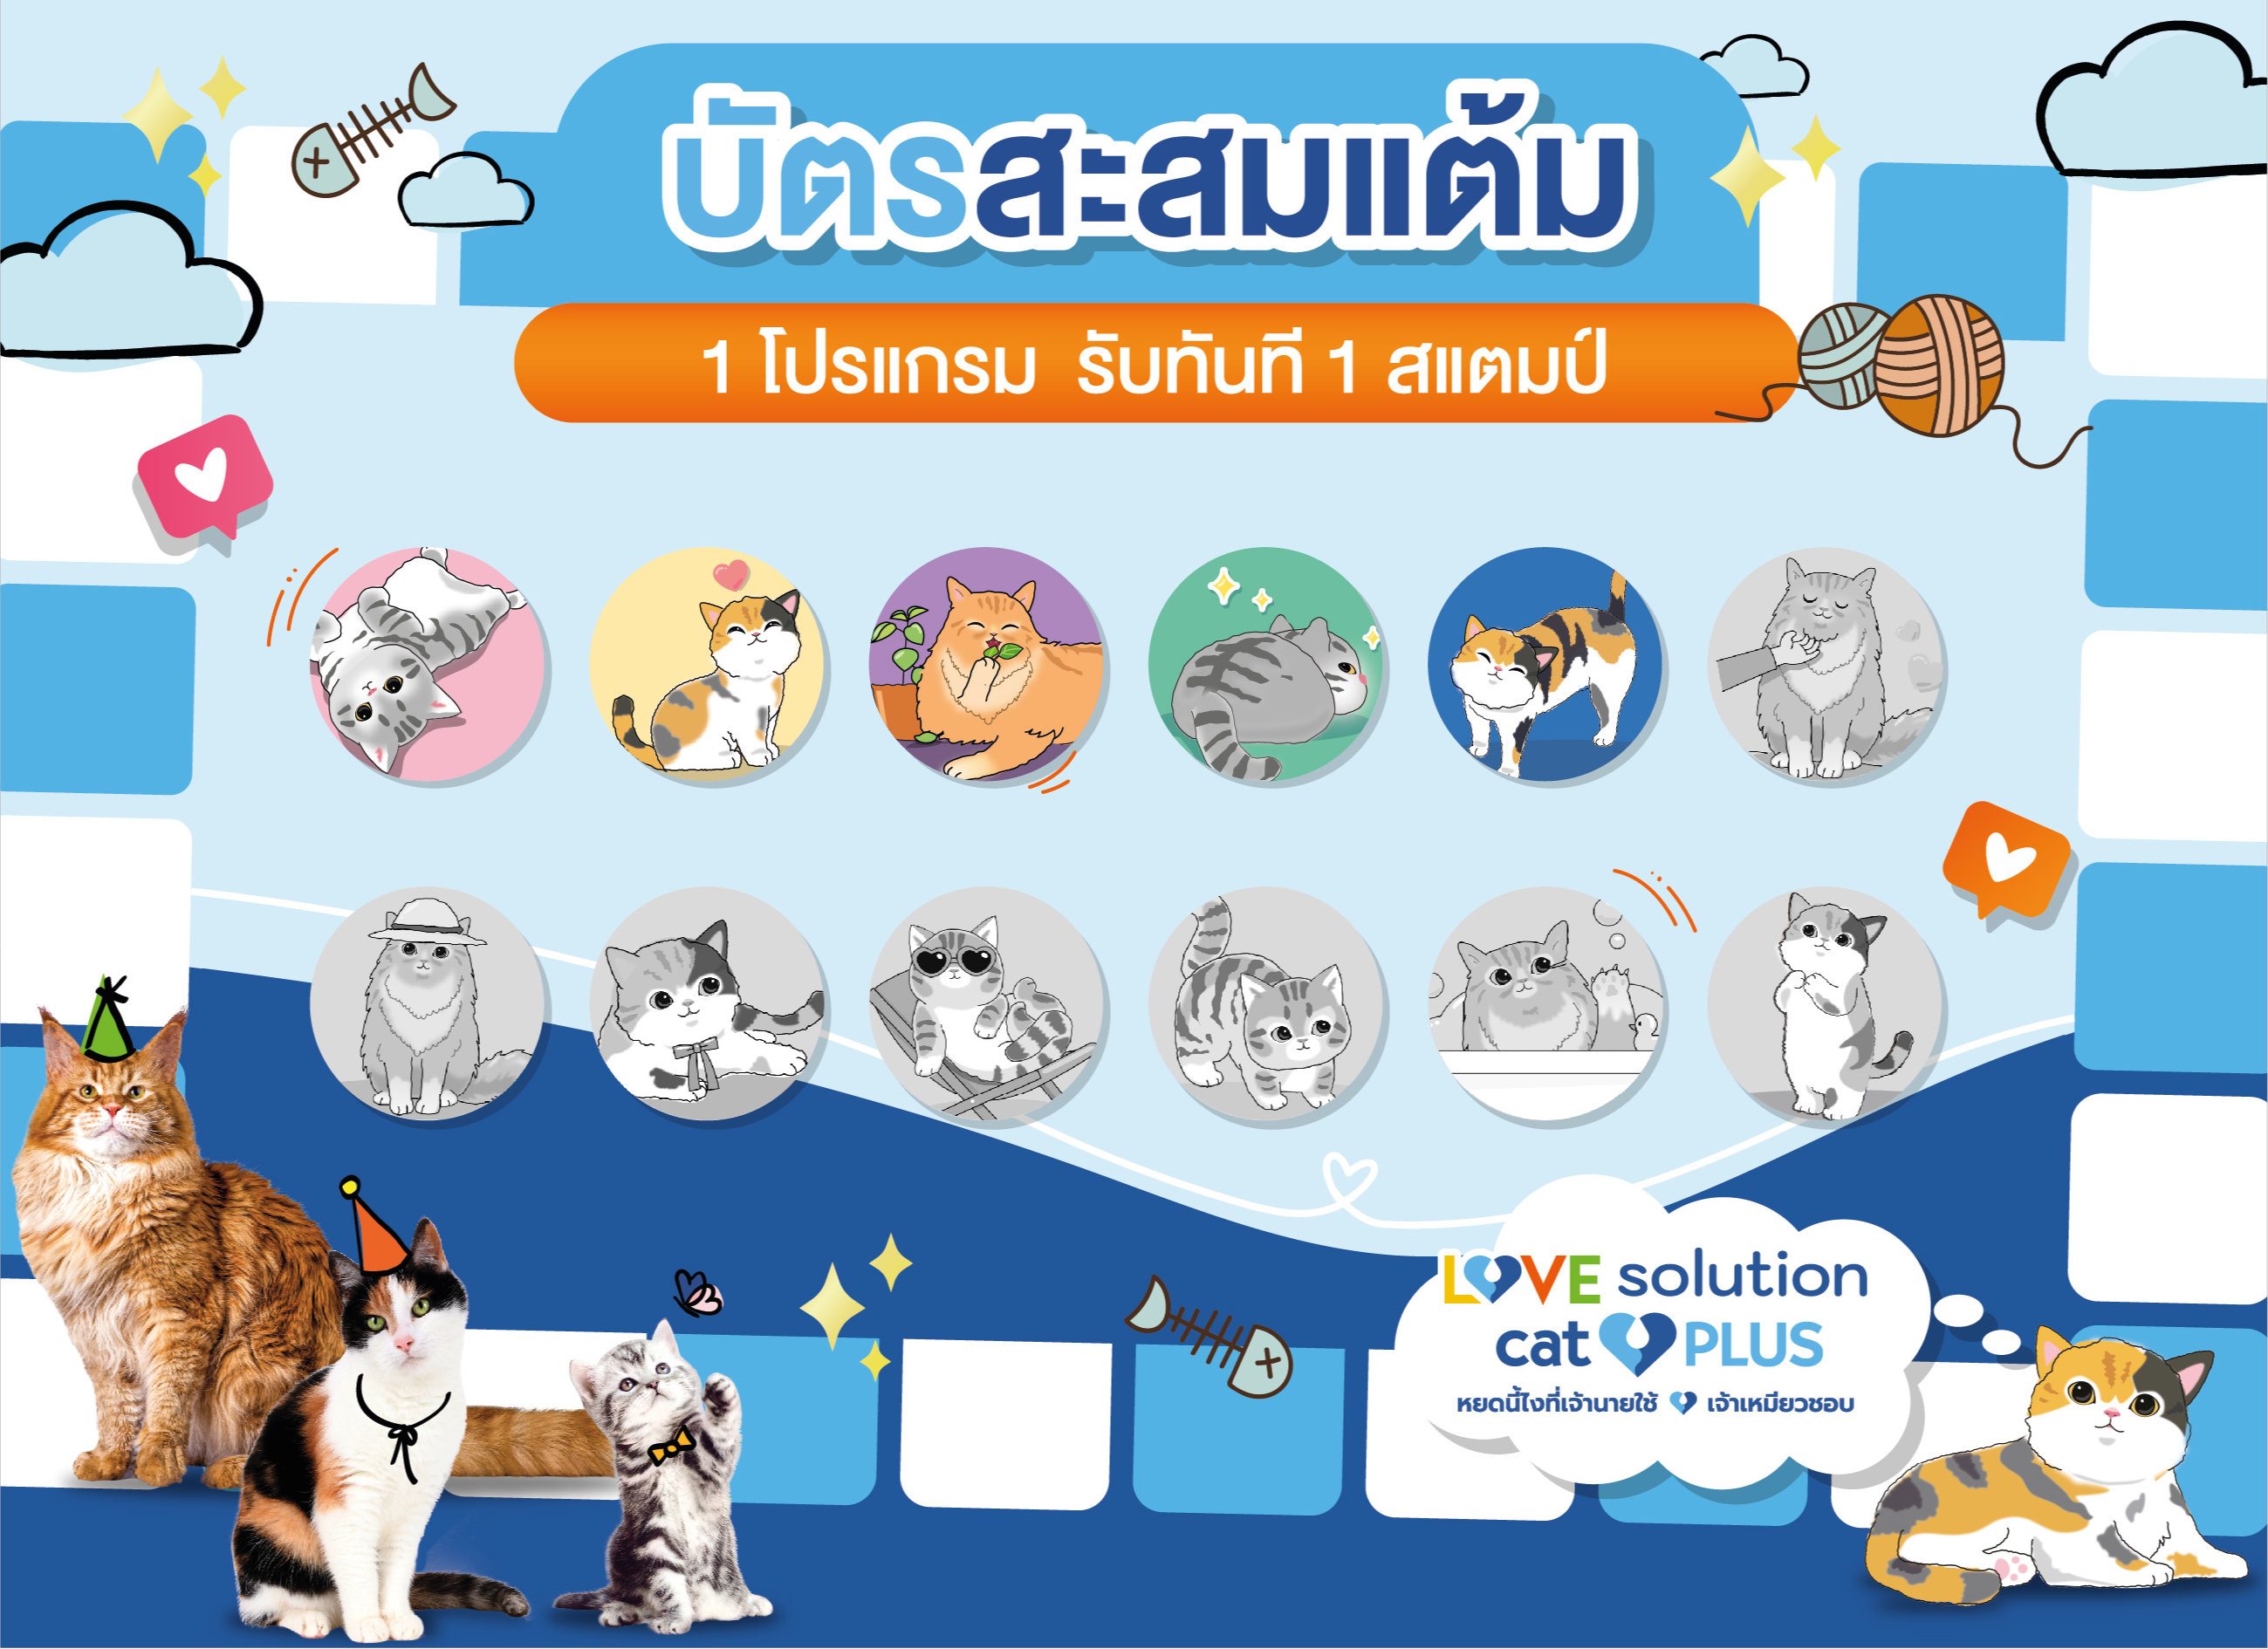 บัตรสะสมแต้ม
1 โปรแกรม รับทันที 1 สแตมป์
LOVE solution
cat PLUS
หยดนี้ไงที่เจ้านายใช้ เจ้าเหมียวชอบ